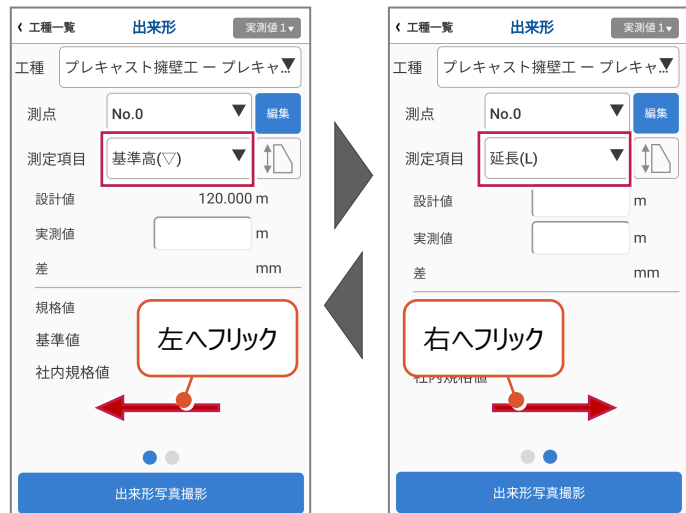 工種一覧
出来形
実測値1▼
工種
プレキャスト擁壁工 ー プレキャ…▼
測点
No.0 ▼
編集
測定項目
基準高(▽) ▼
設計値 120.000 m
実測値 m
差 mm
規格値
基準値
社内規格値
左へフリック
出来形写真撮影
工種一覧
出来形
実測値1▼
工種
プレキャスト擁壁工 ー プレキャ…▼
測点
No.0 ▼
編集
測定項目
延長(L) ▼
設計値 m
実測値 m
差 mm
右へフリック
社内規格値
出来形写真撮影